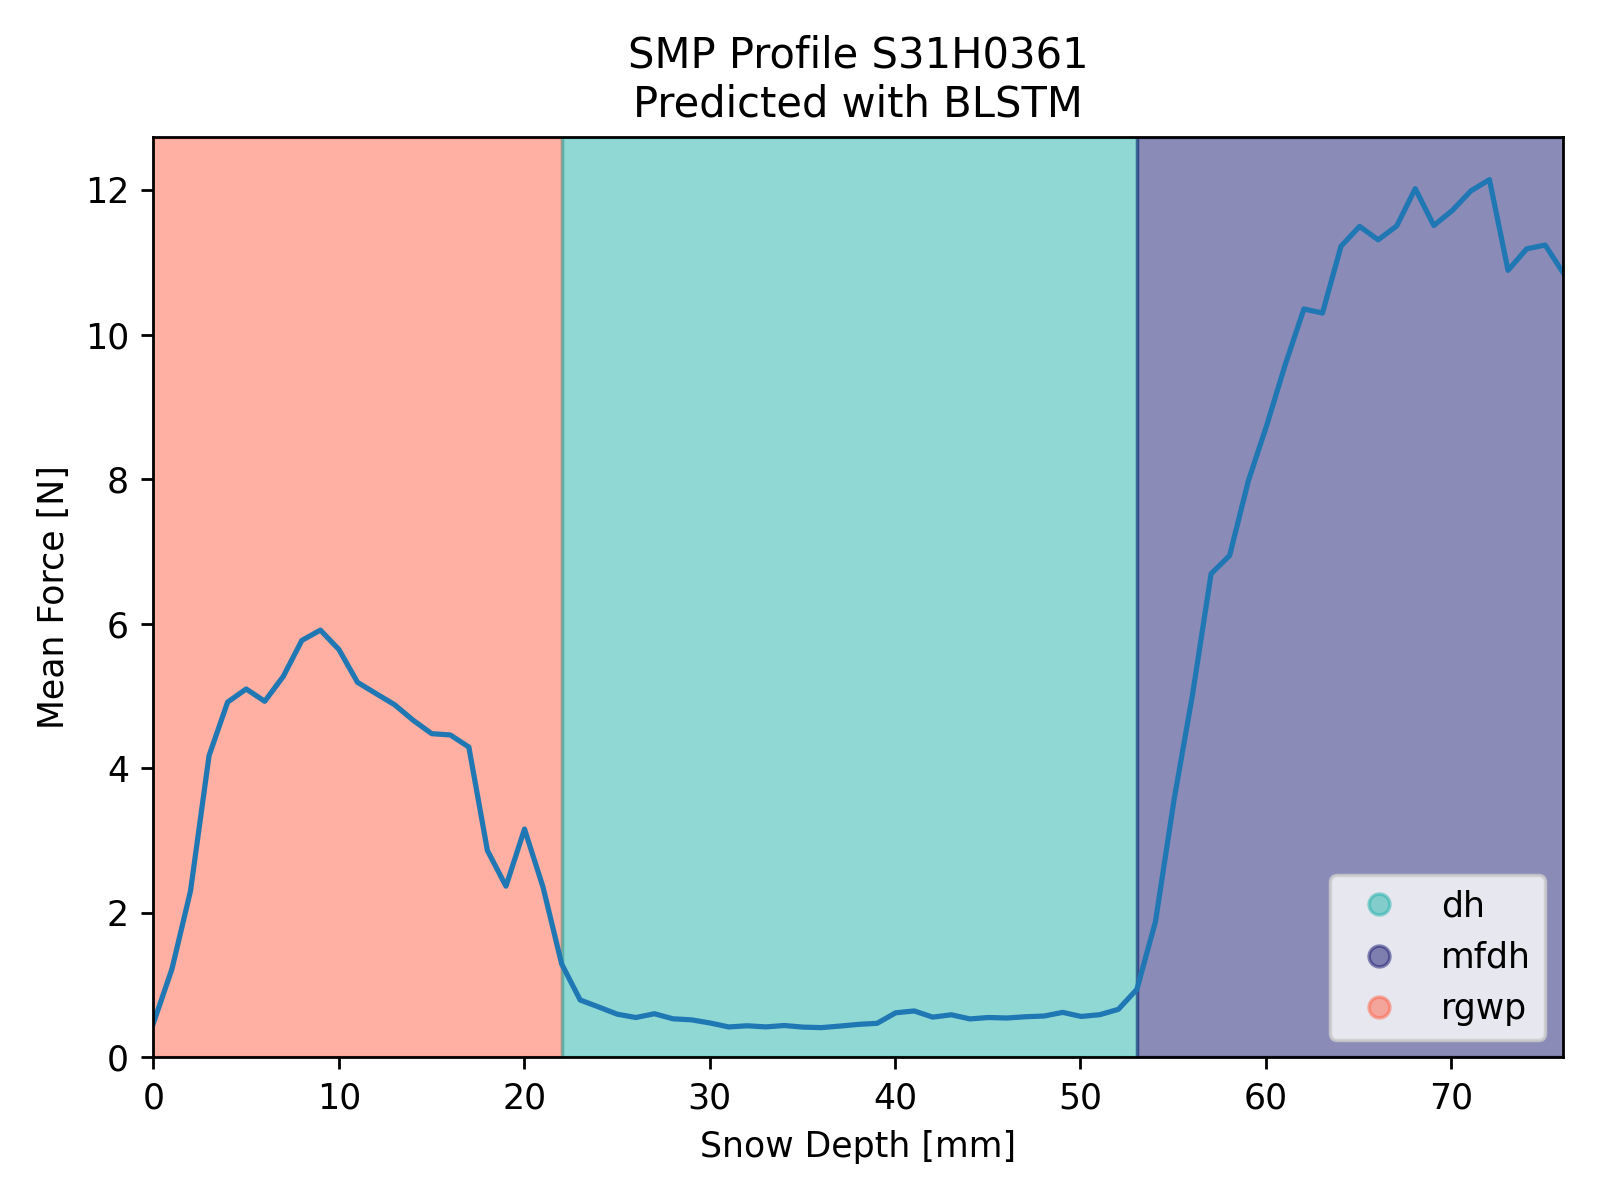 SMP Profile S31H0361
Predicted with BLSTM
Mean Force [N]
12
10
8
6
4
2
0
0 10 20 30 40 50 60 70
Snow Depth [mm]
dh
mfdh
rgwp